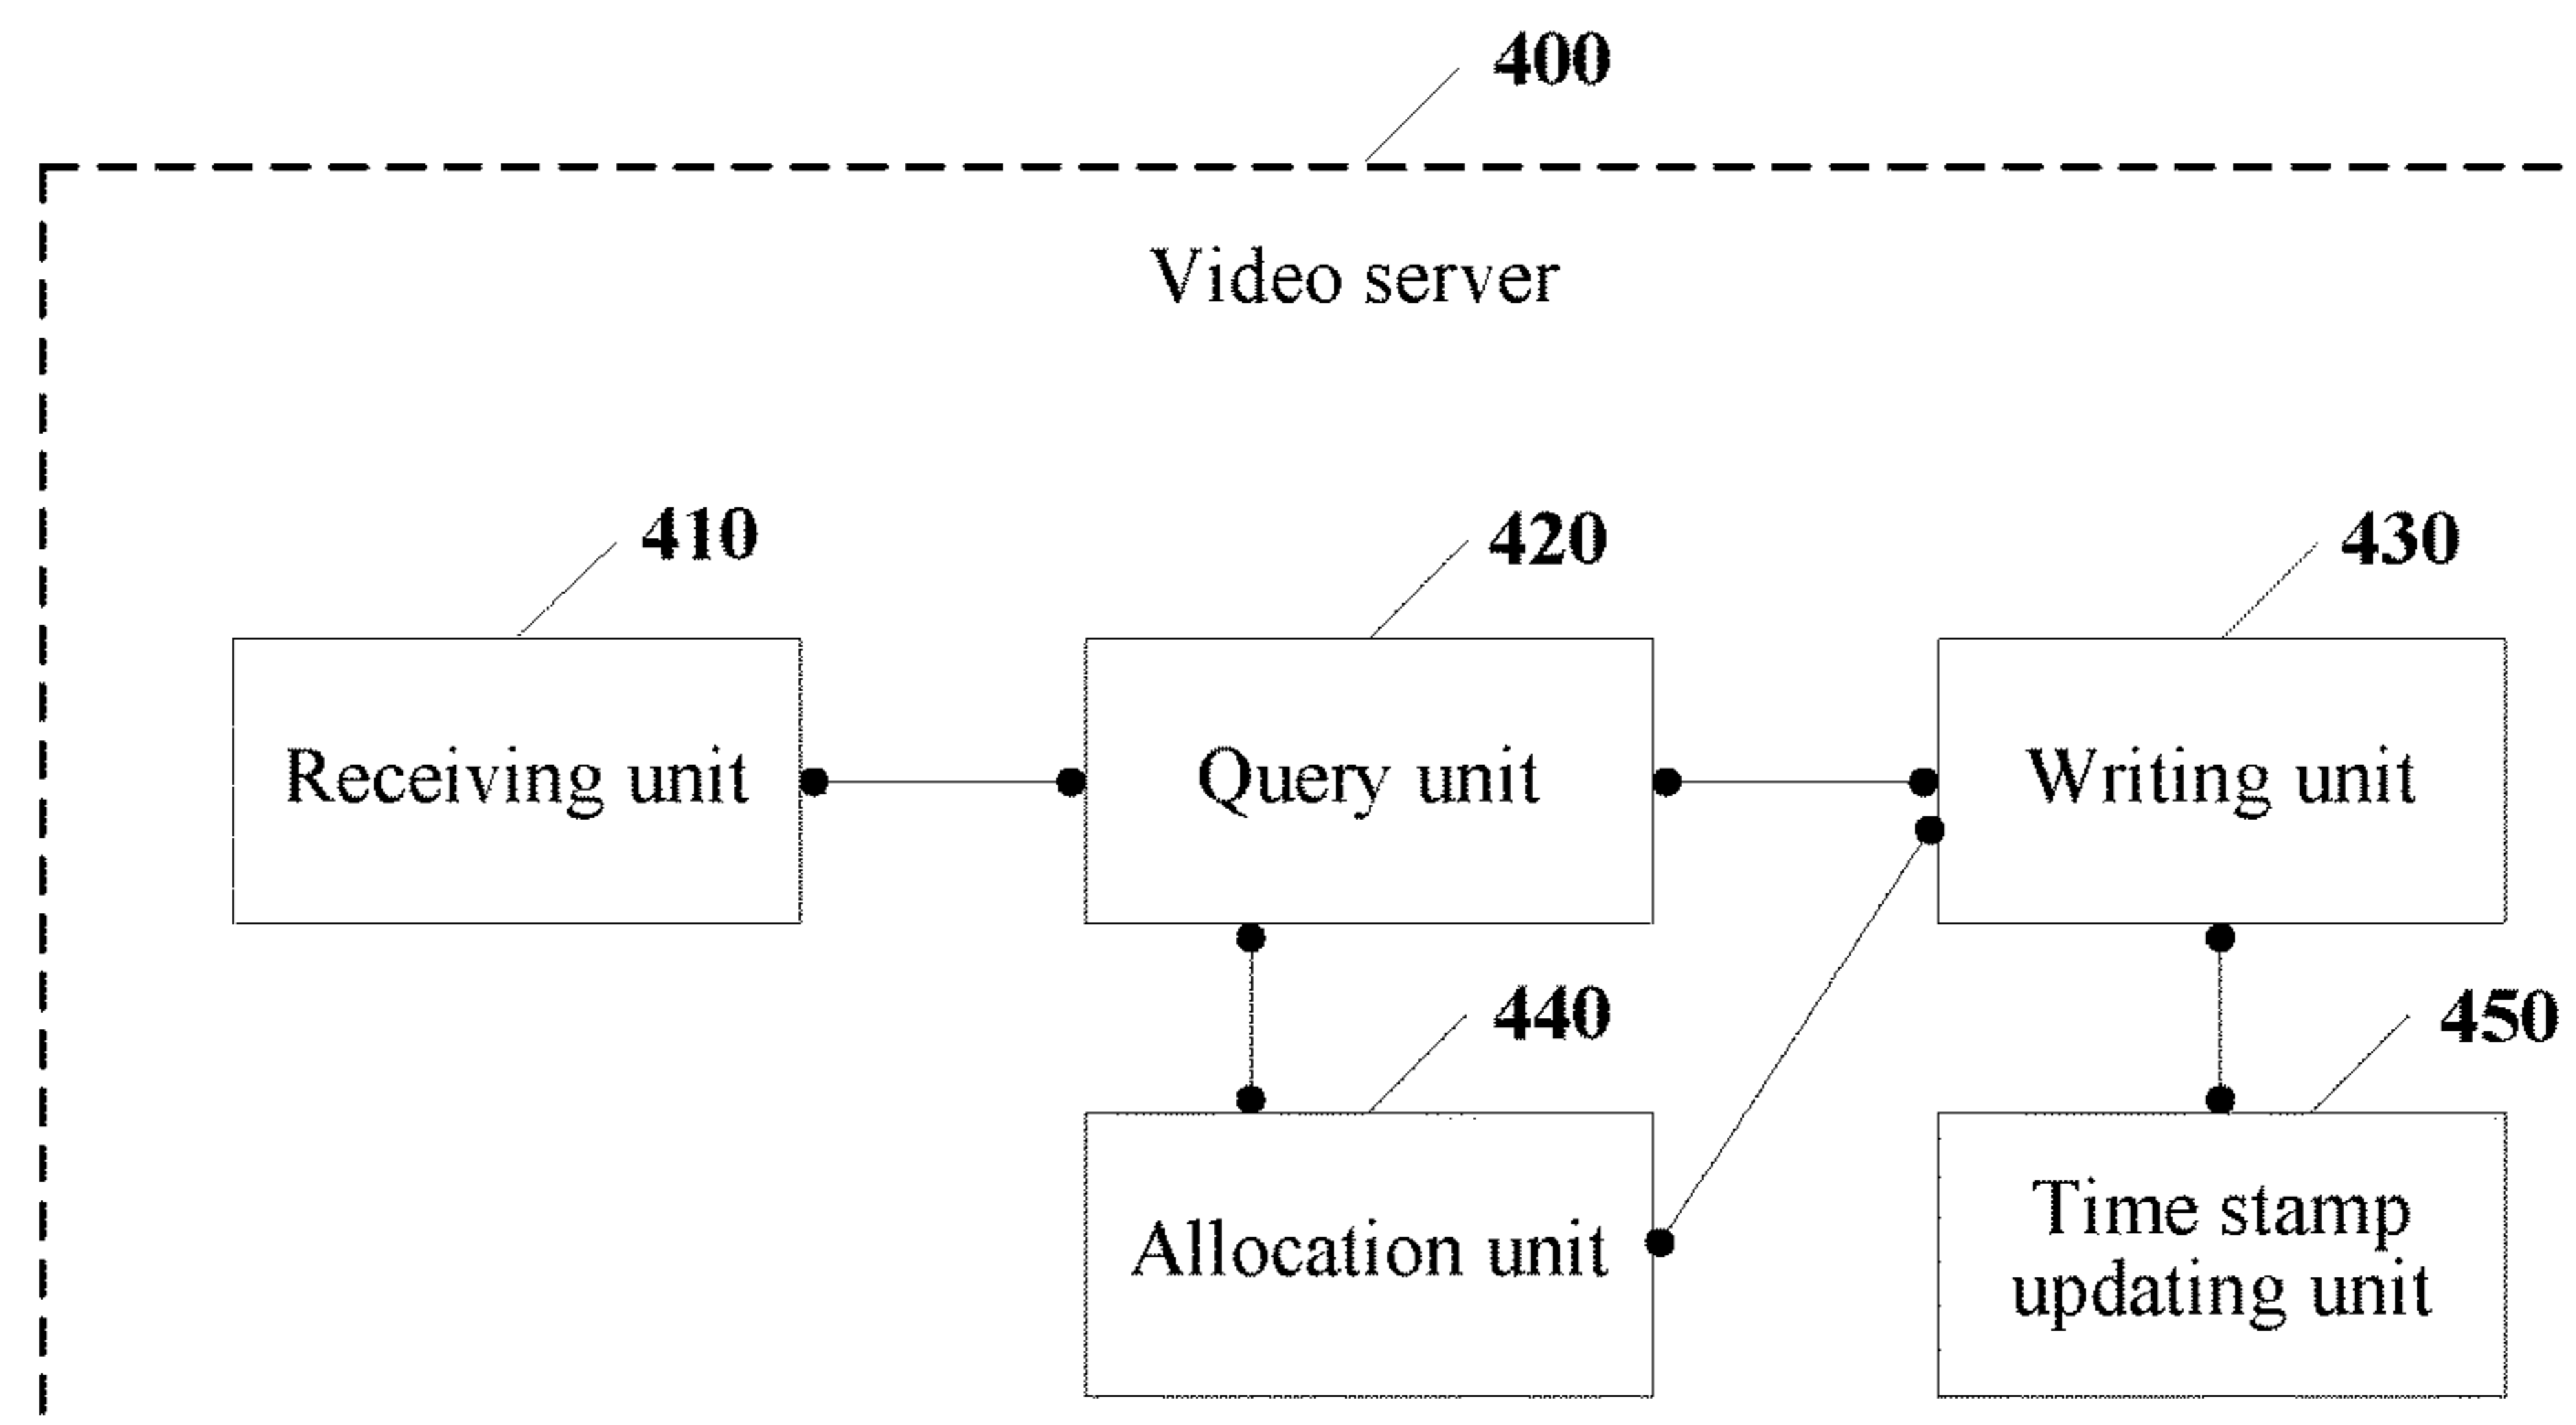 400
Video server
410
420
430
Receiving unit
Query unit
Writing unit
440
450
Allocation unit
Time stamp
updating unit